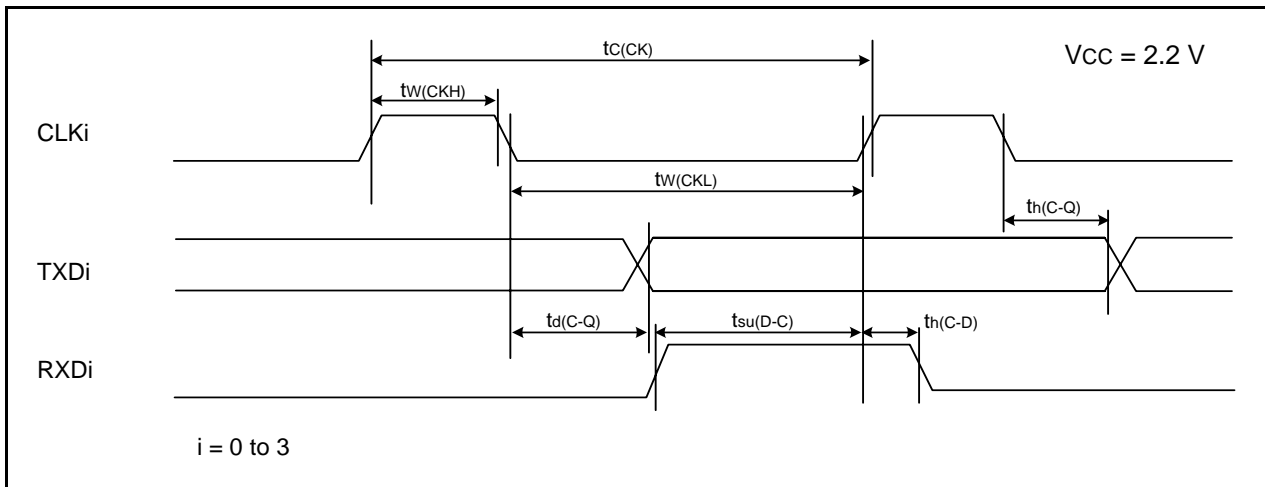 tC(CK)
VCC = 2.2 V
tW(CKH)
CLKi
tW(CKL)
th(C-Q)
TXDi
td(C-Q)
tsu(D-C)
th(C-D)
RXDi
i = 0 to 3